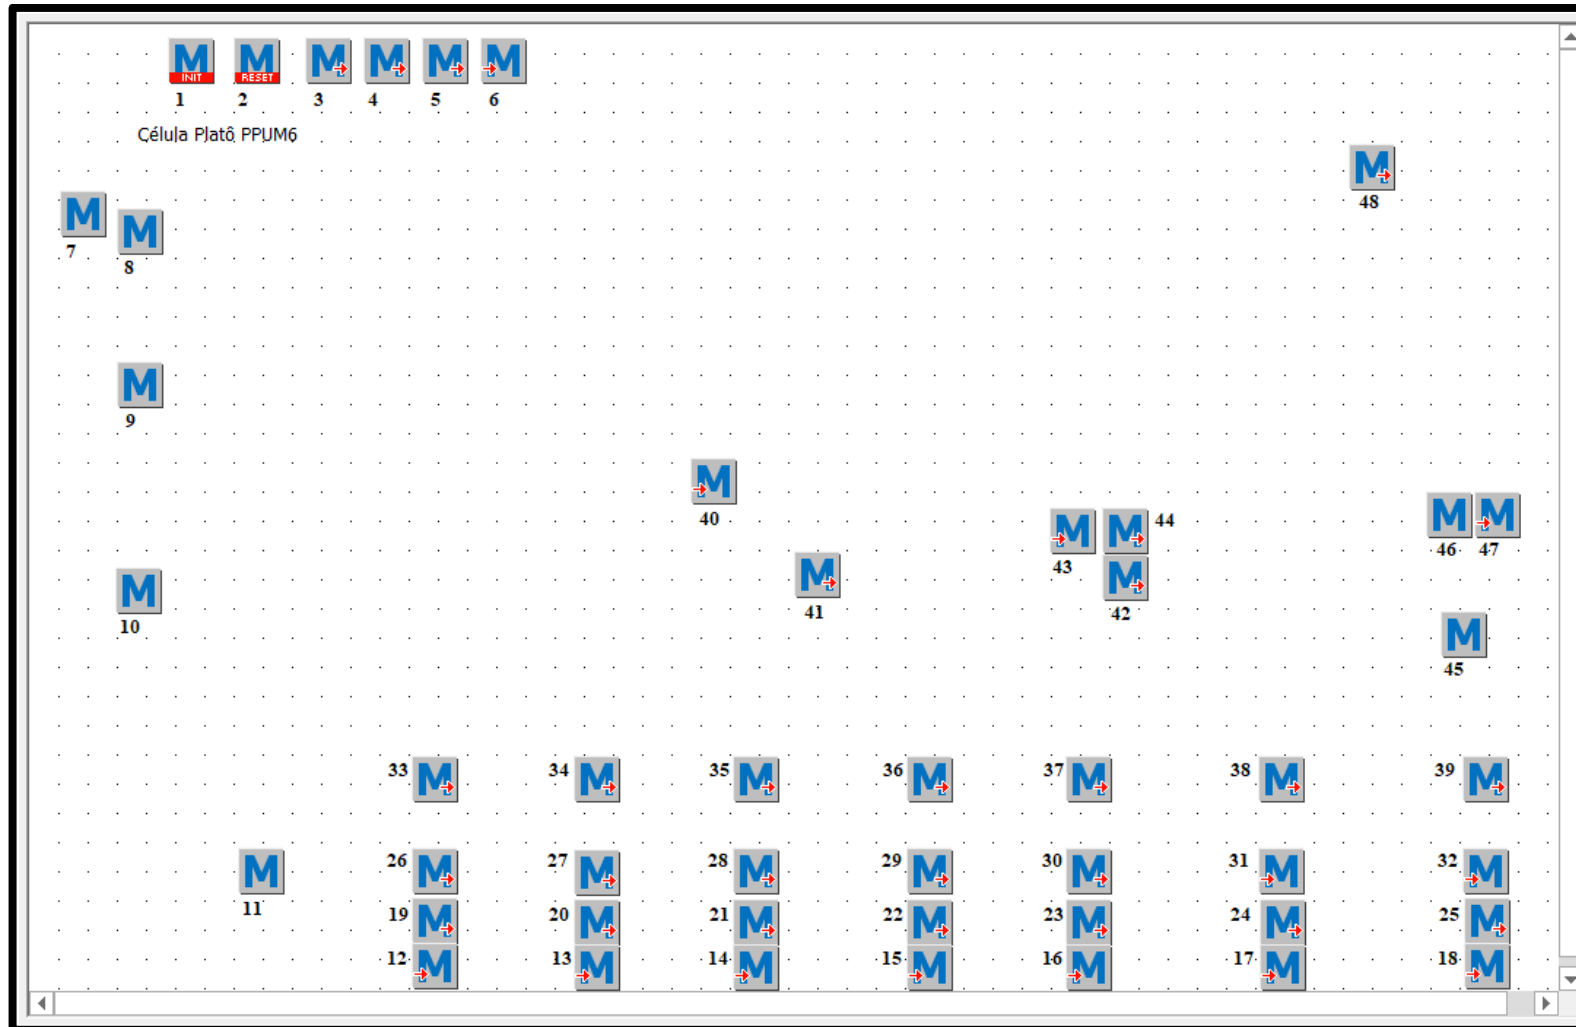 M M M M M M
INIT RESET
1 2 3 4 5 6
Célula Platô PPUM6
M
48
M M
7
8
M
9
M
40
M M
46 47
M M 44
43
M
42
M
41
M
10
M
45
33 M 34 M 35 M 36 M 37 M 38 M 39 M
M
11
26 M 27 M 28 M 29 M 30 M 31 M 32 M
19 M 20 M 21 M 22 M 23 M 24 M 25 M
12 M 13 M 14 M 15 M 16 M 17 M 18 M